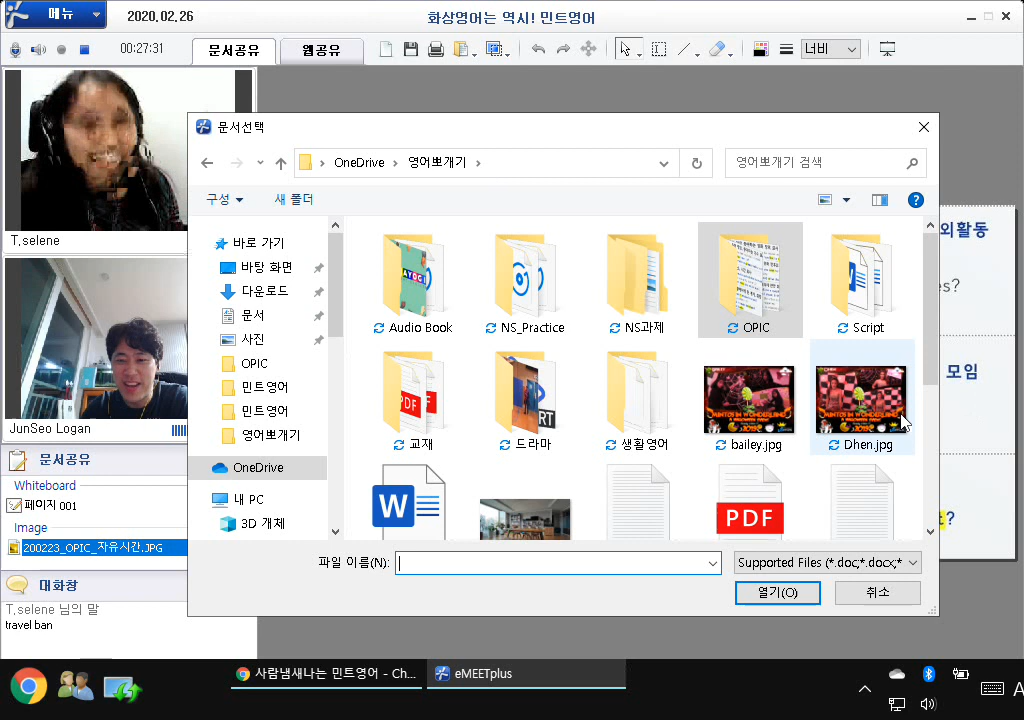 메뉴
2020.02.26
화상영어는 역시! 민트영어
00:27:31
문서공유
웹공유
너비
T.selene
JunSeo Logan
문서공유
Whiteboard
페이지 001
Image
200223_OPIC_자유시간.JPG
대화창
T.selene 님의 말
travel ban
문서선택
OneDrive
영어뽀개기
영어뽀개기 검색
구성
새 폴더
바로 가기
바탕 화면
다운로드
문서
사진
OPIC
민트영어
민트영어
영어뽀개기
OneDrive
내 PC
3D 개체
Audio Book
NS_Practice
NS과제
OPIC
Script
교재
드라마
생활영어
bailey.jpg
Dhen.jpg
W
PDF
파일 이름(N):
Supported Files (*.doc;*.docx;*
열기(O)
취소
외활동
es?
모임
?
사람냄새나는 민트영어 - Ch...
eMEETplus
A